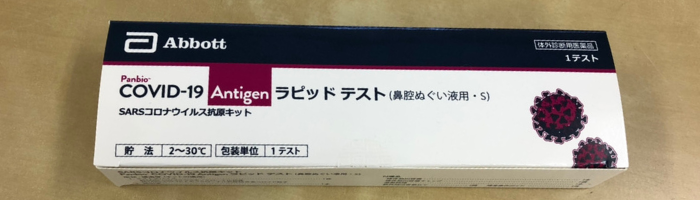 Abbott
体外診断用医薬品
1テスト
Panbio™
COVID-19 Antigen ラピッド テスト (鼻腔ぬぐい液用・S)
SARSコロナウイルス抗原キット
貯 法 2～30℃ 包装単位 1テスト